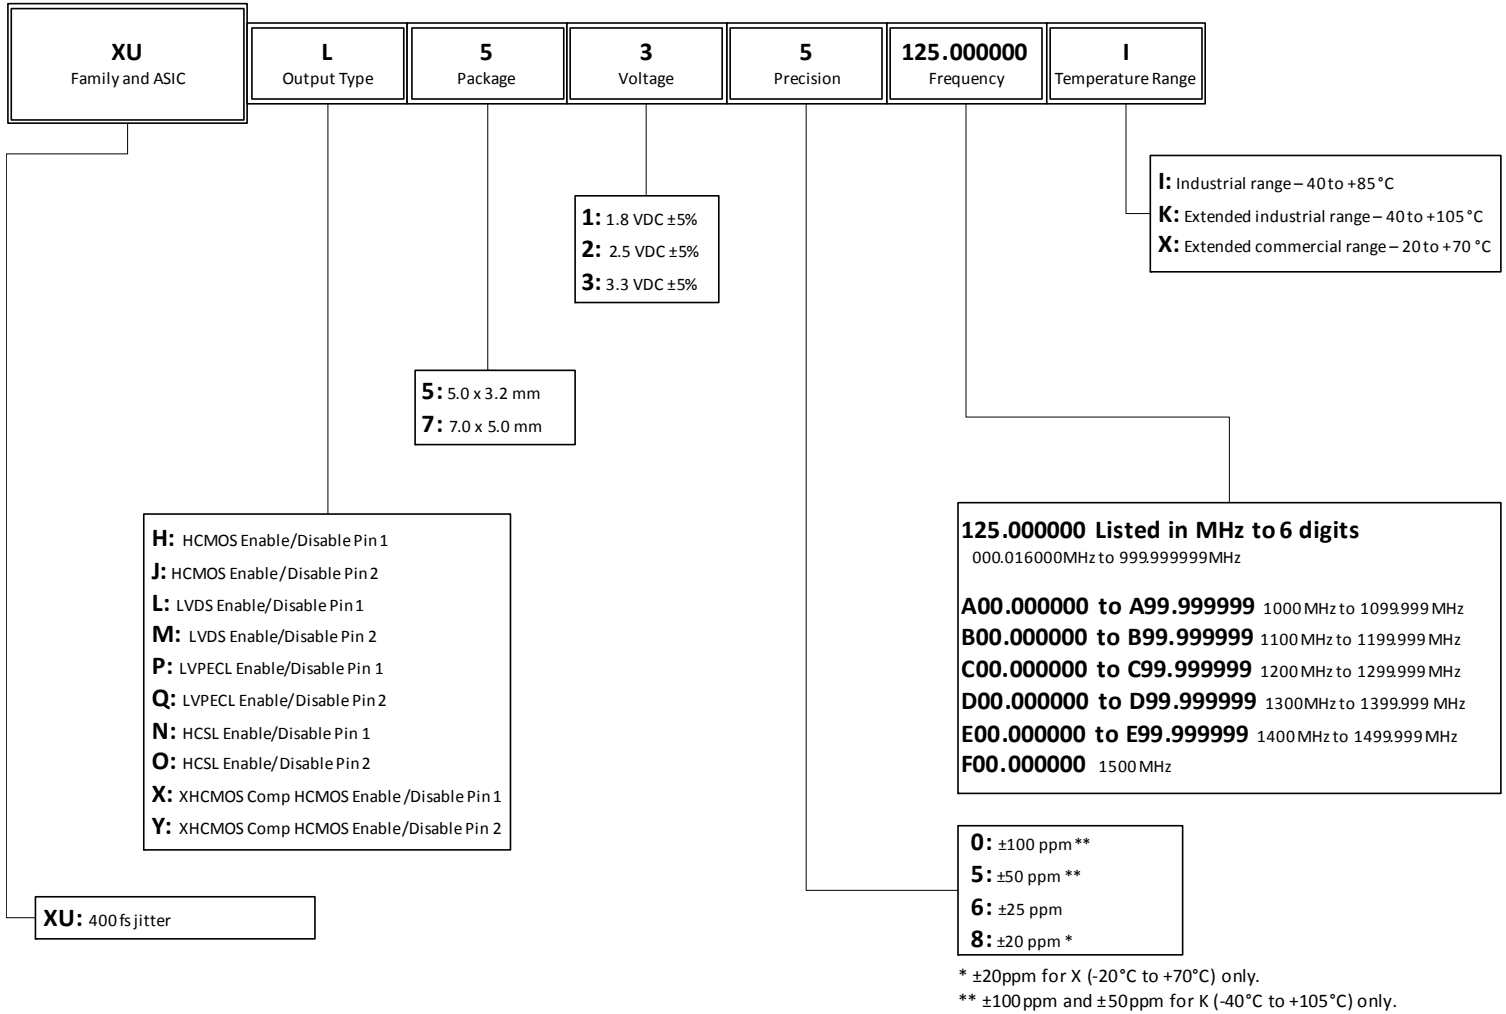 XU
Family and ASIC
L
Output Type
5
Package
3
Voltage
5
Precision
125.000000
Frequency
I
Temperature Range
I: Industrial range – 40 to +85 °C
K: Extended industrial range – 40 to +105 °C
X: Extended commercial range – 20 to +70 °C
1: 1.8 VDC ±5%
2: 2.5 VDC ±5%
3: 3.3 VDC ±5%
5: 5.0 x 3.2 mm
7: 7.0 x 5.0 mm
H: HCMOS Enable/Disable Pin 1
J: HCMOS Enable/Disable Pin 2
L: LVDS Enable/Disable Pin 1
M: LVDS Enable/Disable Pin 2
P: LVPECL Enable/Disable Pin 1
Q: LVPECL Enable/Disable Pin 2
N: HCSL Enable/Disable Pin 1
O: HCSL Enable/Disable Pin 2
X: XHCMOS Comp HCMOS Enable/Disable Pin 1
Y: XHCMOS Comp HCMOS Enable/Disable Pin 2
125.000000 Listed in MHz to 6 digits
000.016000MHz to 999.999999MHz
A00.000000 to A99.999999 1000 MHz to 1099.999 MHz
B00.000000 to B99.999999 1100 MHz to 1199.999 MHz
C00.000000 to C99.999999 1200 MHz to 1299.999 MHz
D00.000000 to D99.999999 1300 MHz to 1399.999 MHz
E00.000000 to E99.999999 1400 MHz to 1499.999 MHz
F00.000000 1500 MHz
0: ±100 ppm **
5: ±50 ppm **
6: ±25 ppm
8: ±20 ppm *
XU: 400 fs jitter
* ±20ppm for X (-20°C to +70°C) only.
** ±100ppm and ±50ppm for K (-40°C to +105°C) only.